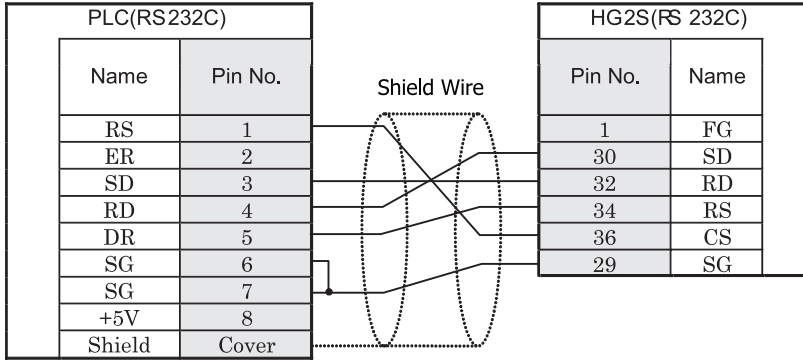 PLC(RS232C)
HG2S(RS 232C)
Name Pin No.
Shield Wire
Pin No. Name
RS 1
ER 2
SD 3
RD 4
DR 5
SG 6
SG 7
+5V 8
Shield Cover
1 FG
30 SD
32 RD
34 RS
36 CS
29 SG